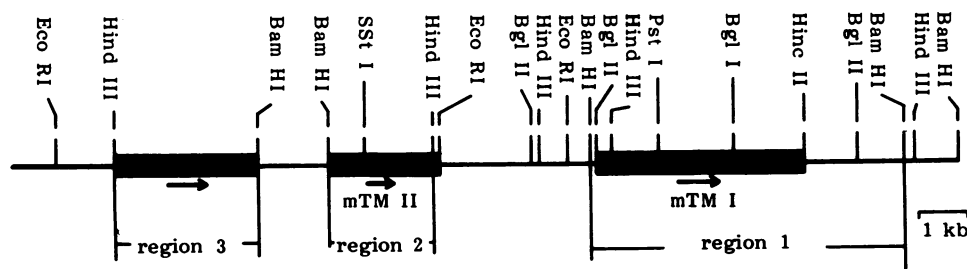 Eco RI
Hind III
Bam HI
Bam HI
SSt I
Hind III
Eco RI
Bgl II
Hind III
Eco RI
Bam HI
Bgl II
Hind III
Pst I
Bgl I
Hinc II
Bgl II
Bam HI
Hind III
Bam HI
mTM II
mTM I
1 kb
region 3
region 2
region 1